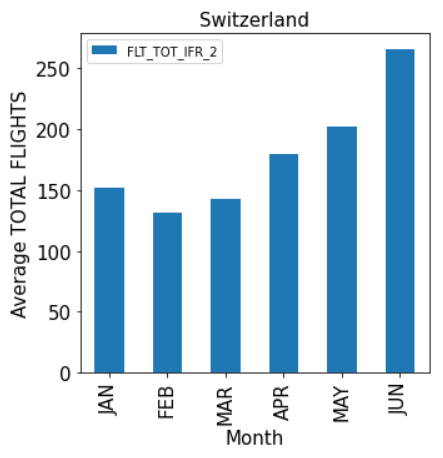 Switzerland
FLT_TOT_IFR_2
Average TOTAL FLIGHTS
250
200
150
100
50
0
JAN
FEB
MAR
APR
MAY
JUN
Month